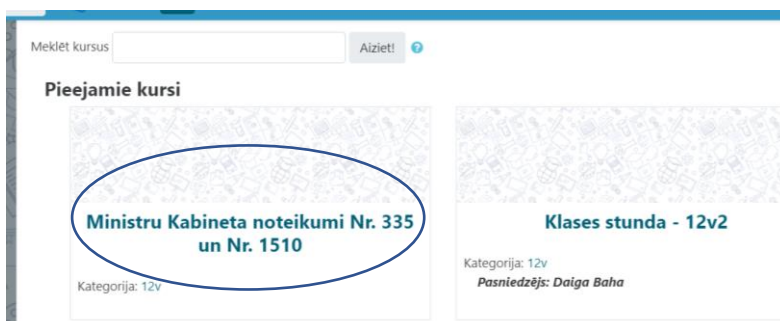 Meklēt kursus
Aiziet!
Pieejamie kursi
Ministru Kabineta noteikumi Nr. 335
un Nr. 1510
Kategorija: 12v
Klases stunda - 12v2
Kategorija: 12v
Pasniedzējs: Daiga Baha